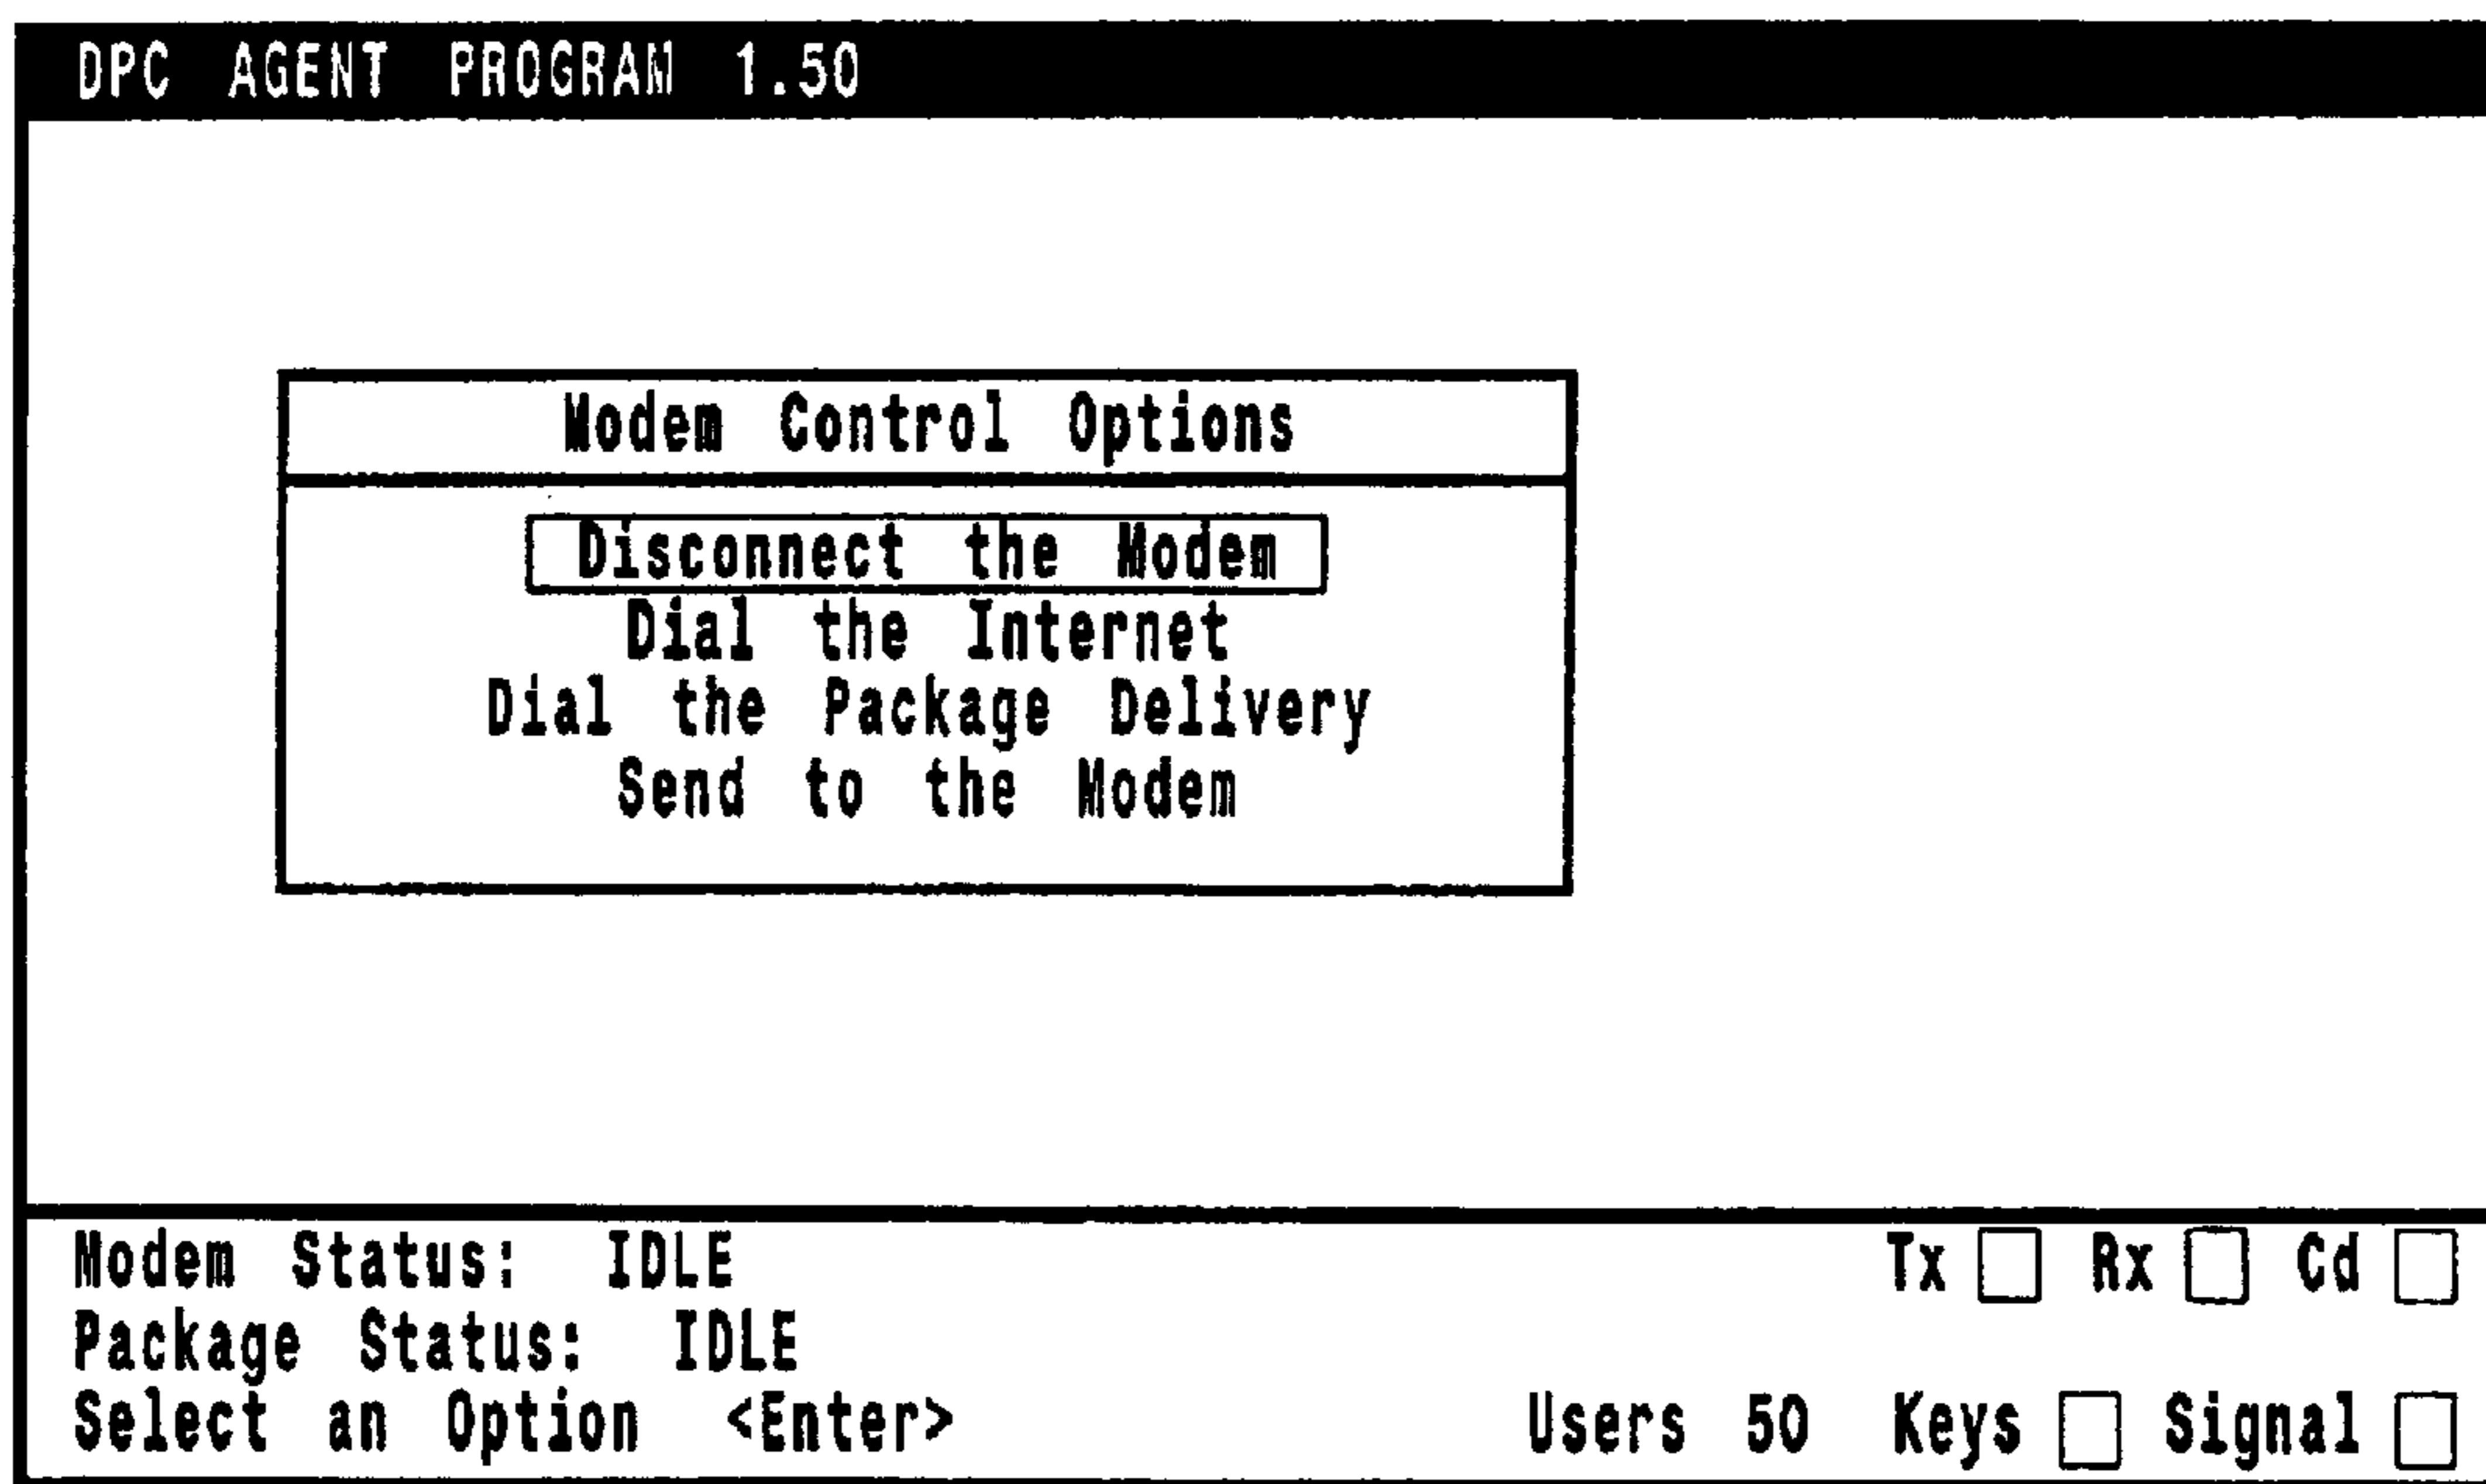 DPC AGENT PROGRAM 1.50
Modem Control Options
Disconnect the Modem
Dial the Internet
Dial the Package Delivery
Send to the Modem
Modem Status: IDLE Tx Rx Cd
Package Status: IDLE
Select an Option <Enter> Users 50 Keys Signal